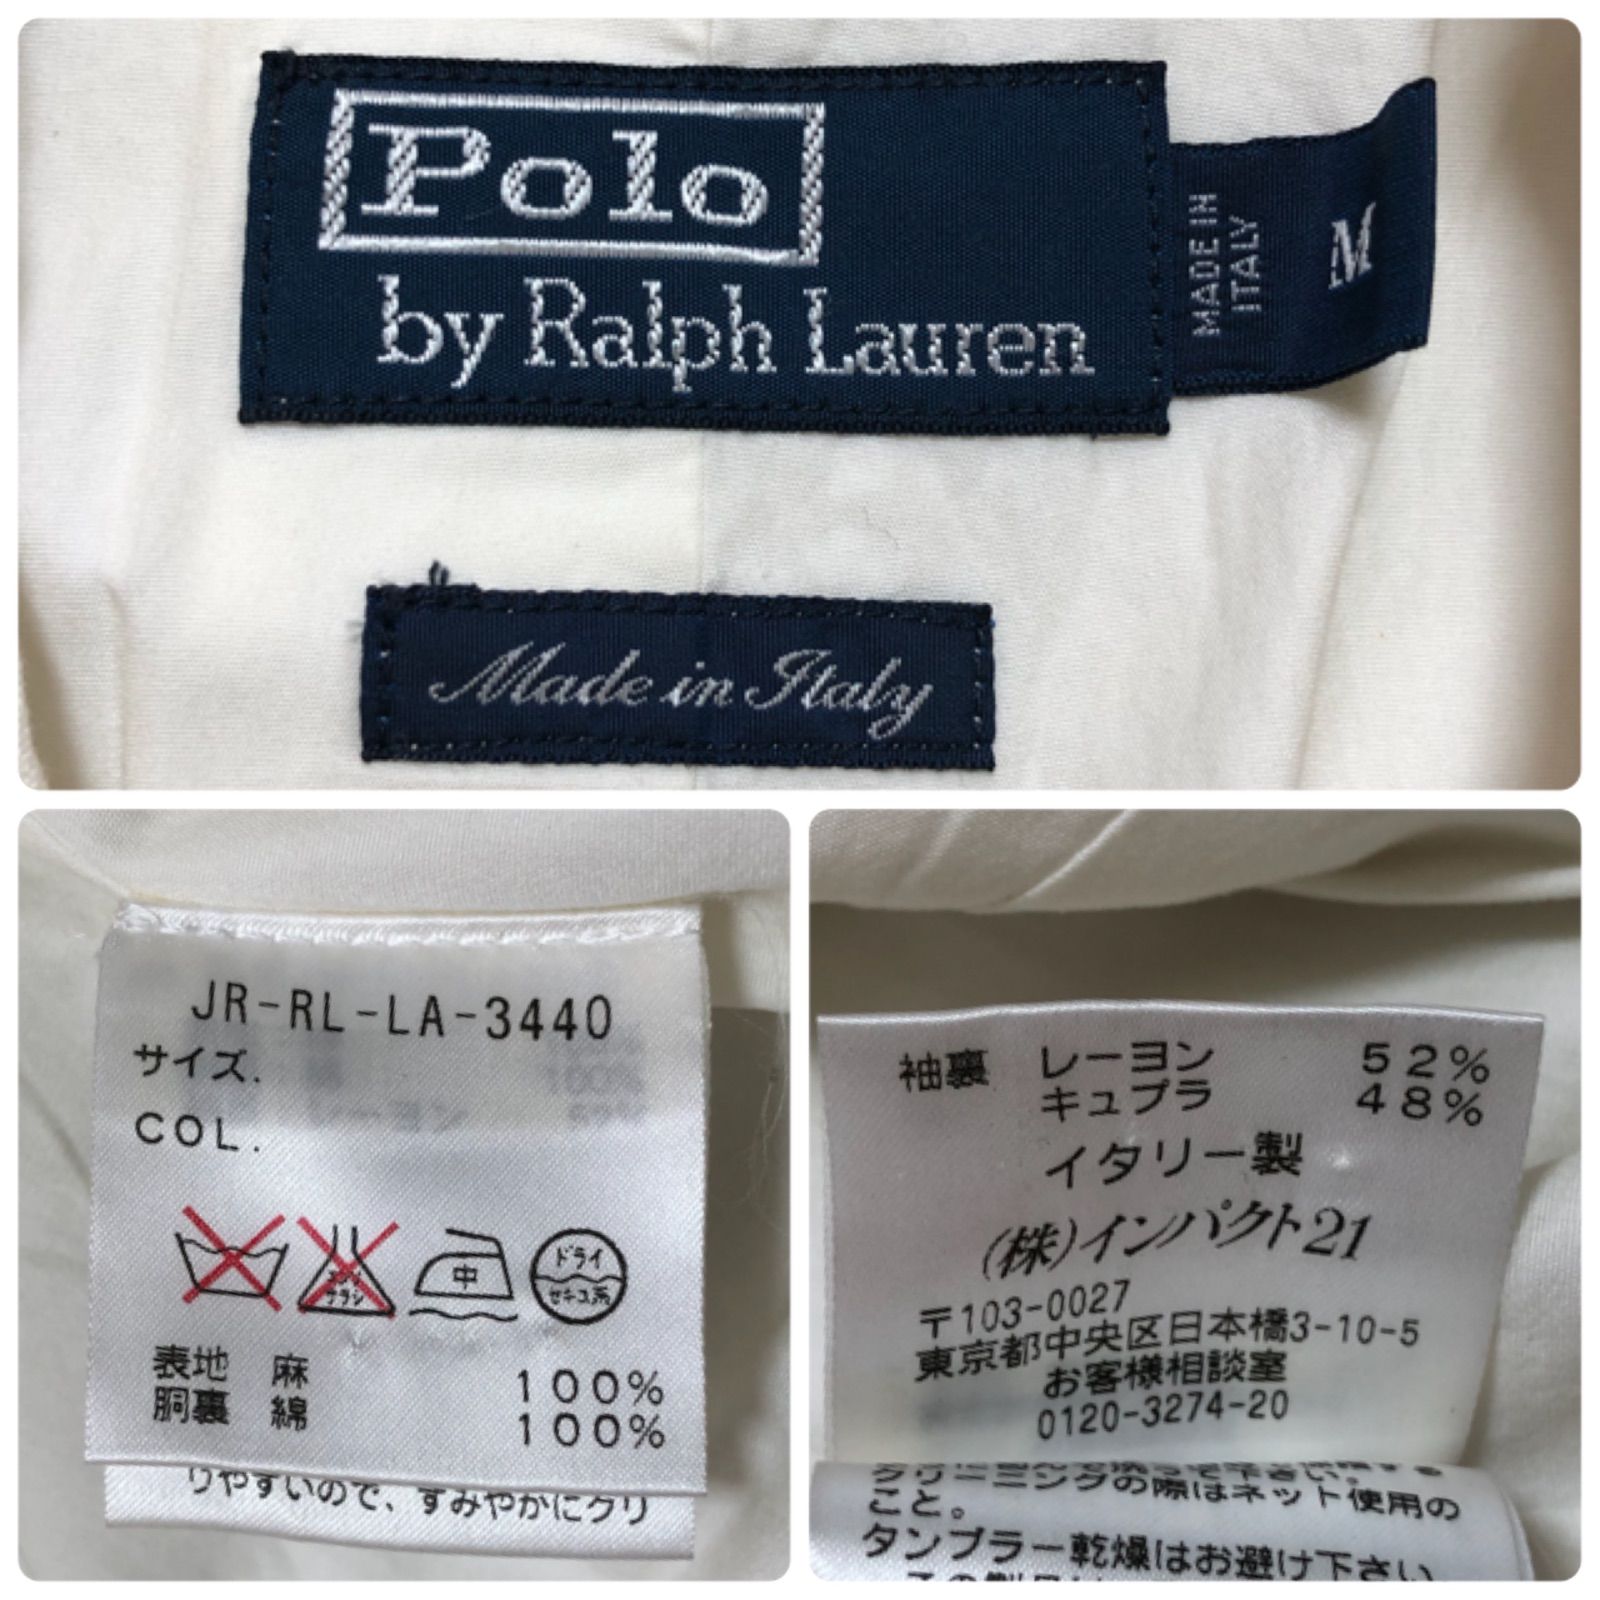 Polo
by Ralph Lauren
MADE IN
ITALY
M
Made in Italy
JR-RL-LA-3440
サイズ.
COL.
中
ドライ
セキユ系
表地 麻 100%
胴裏 綿 100%
りやすいので、すみやかにクリ
袖裏 レーヨン 52%
キュプラ 48%
イタリー製
(株)インパクト21
〒103-0027
東京都中央区日本橋3-10-5
お客様相談室
0120-3274-20
クリーニングの際はネット使用の
こと。
タンブラー乾燥はお避け下さい